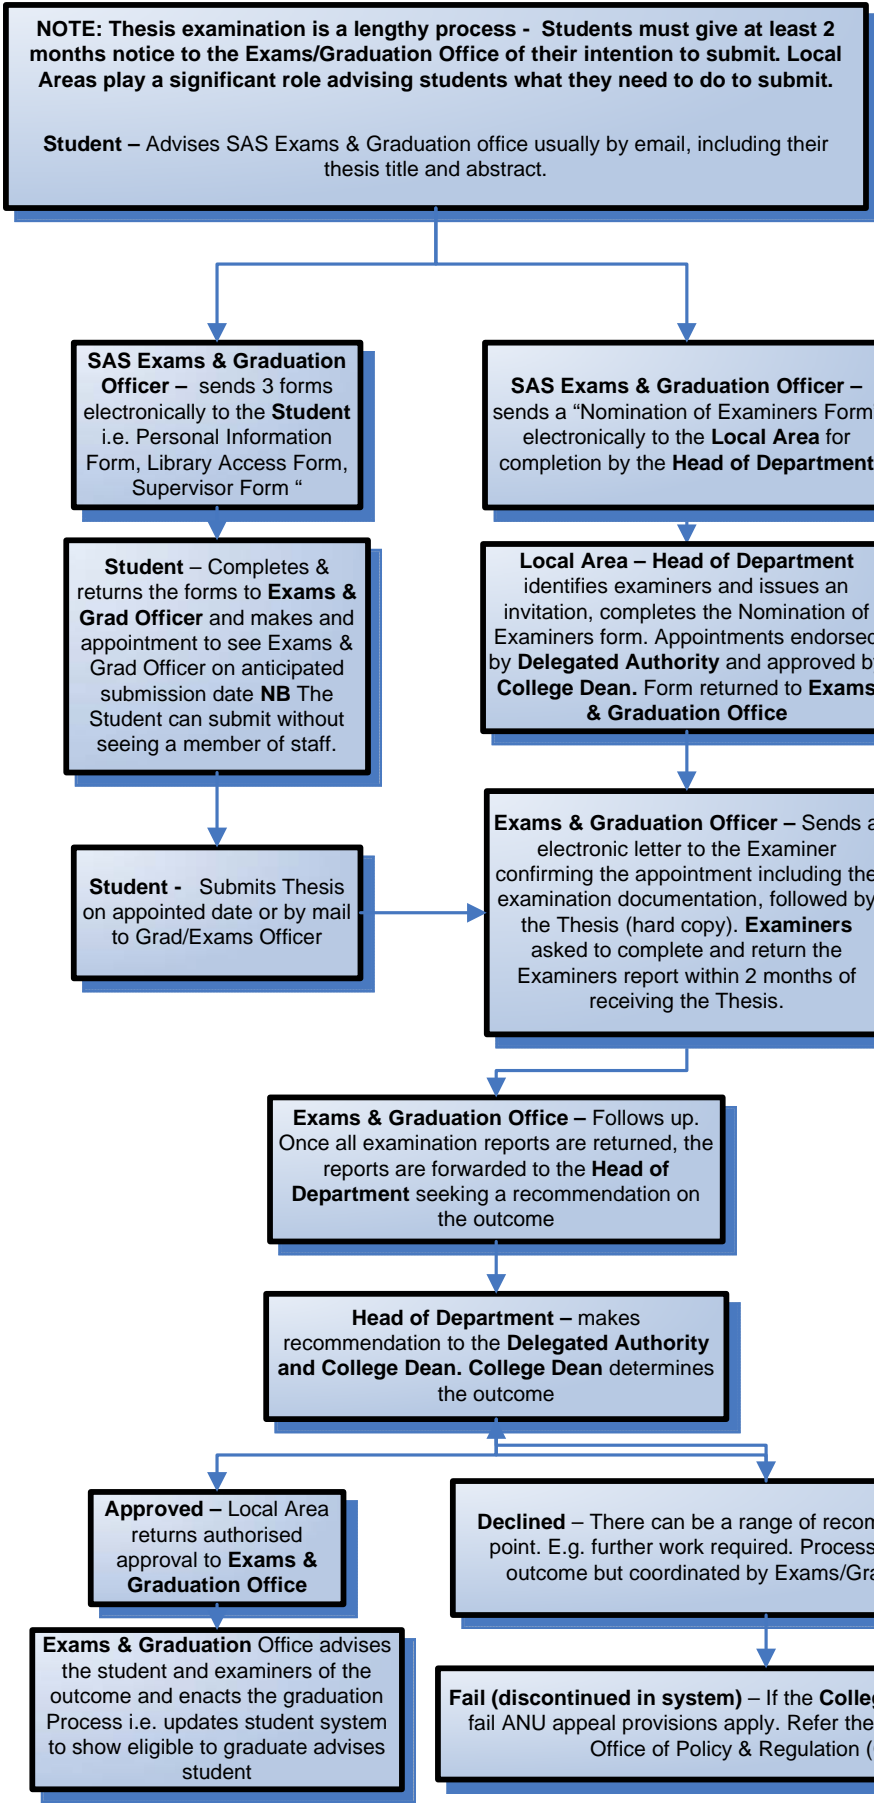 NOTE: Thesis examination is a lengthy process - Students must give at least 2
months notice to the Exams/Graduation Office of their intention to submit. Local
Areas play a significant role advising students what they need to do to submit.
Student – Advises SAS Exams & Graduation office usually by email, including their
thesis title and abstract.
SAS Exams & Graduation
Officer – sends 3 forms
electronically to the Student
i.e. Personal Information
Form, Library Access Form,
Supervisor Form “
SAS Exams & Graduation Officer –
sends a “Nomination of Examiners Form”
electronically to the Local Area for
completion by the Head of Department
Student – Completes &
returns the forms to Exams &
Grad Officer and makes and
appointment to see Exams &
Grad Officer on anticipated
submission date NB The
Student can submit without
seeing a member of staff.
Local Area – Head of Department
identifies examiners and issues an
invitation, completes the Nomination of
Examiners form. Appointments endorsed
by Delegated Authority and approved by
College Dean. Form returned to Exams
& Graduation Office
Student - Submits Thesis
on appointed date or by mail
to Grad/Exams Officer
Exams & Graduation Officer – Sends
electronic letter to the Examiner
confirming the appointment including the
examination documentation, followed by
the Thesis (hard copy). Examiners
asked to complete and return the
Examiners report within 2 months of
receiving the Thesis.
Exams & Graduation Office – Follows up.
Once all examination reports are returned, the
reports are forwarded to the Head of
Department seeking a recommendation on
the outcome
Head of Department – makes
recommendation to the Delegated Authority
and College Dean. College Dean determines
the outcome
Approved – Local Area
returns authorised
approval to Exams &
Graduation Office
Declined – There can be a range of
point. E.g. further work required. Process
outcome but coordinated by
Exams & Graduation Office advises
the student and examiners of the
outcome and enacts the graduation
Process i.e. updates student system
to show eligible to graduate advises
student
Fail (discontinued in system) – If the
fail ANU appeal provisions apply. Refer the
Office of Policy & Regulation